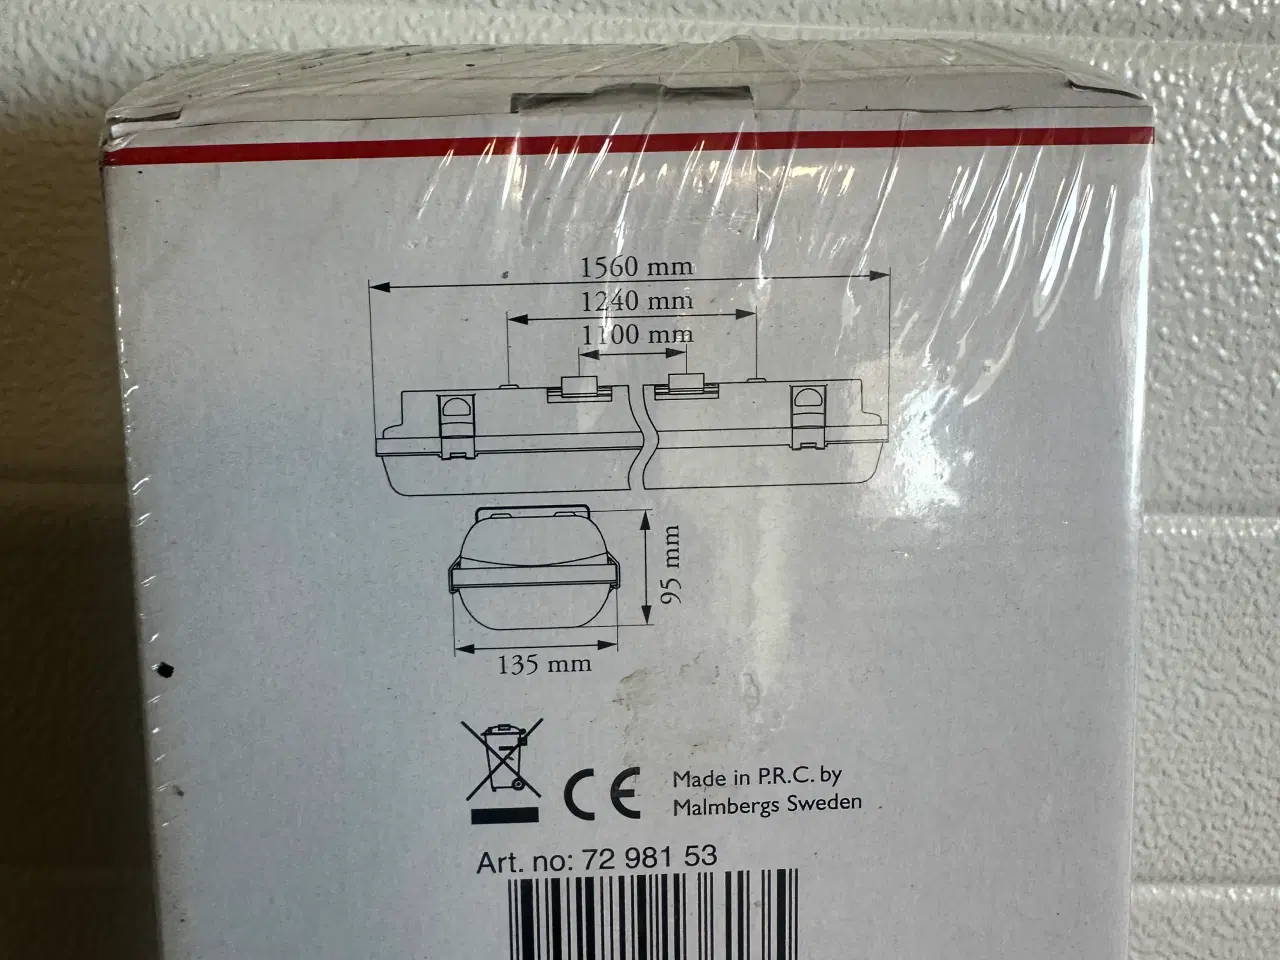 1560 mm
1240 mm
1100 mm
95 mm
135 mm
CE
Made in P.R.C. by
Malmbergs Sweden
Art. no: 72 981 53